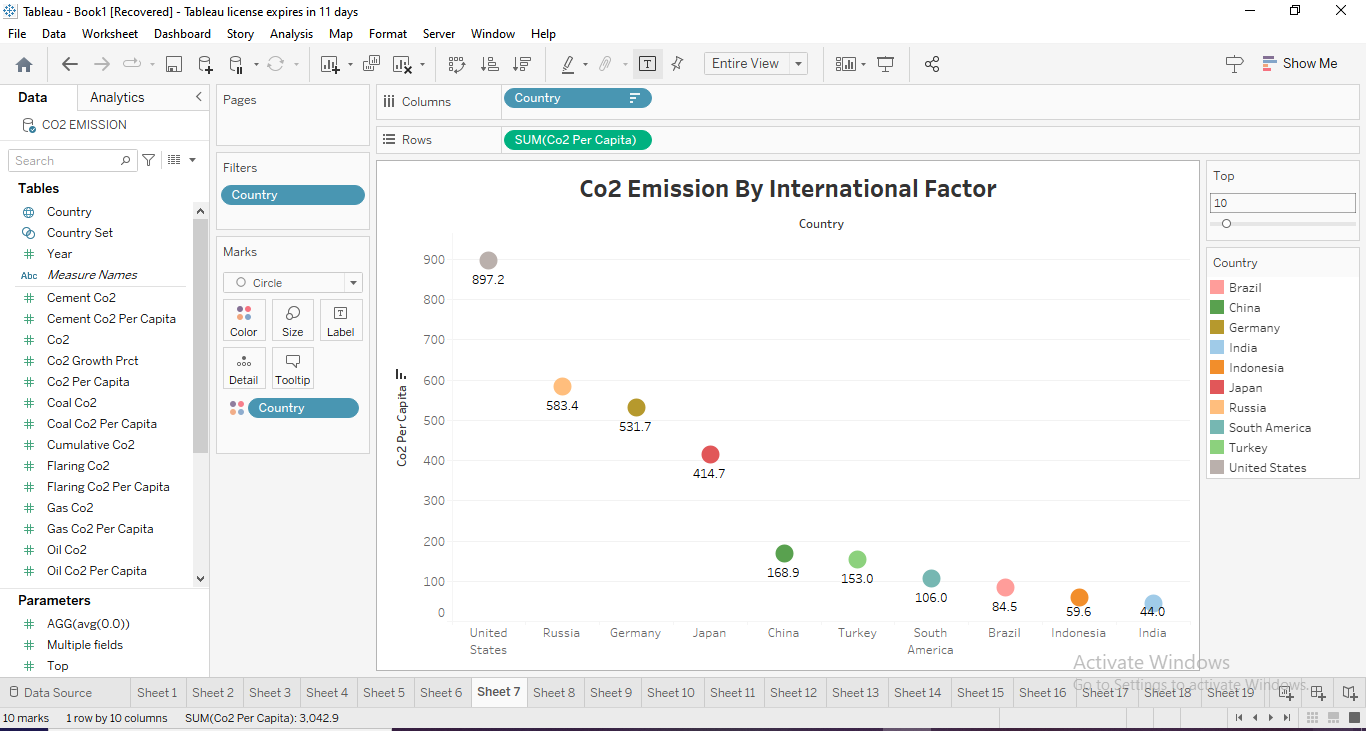 Tableau - Book1 [Recovered] - Tableau license expires in 11 days
File Data Worksheet Dashboard Story Analysis Map Format Server Window Help
Entire View
Show Me
Data Analytics
CO2 EMISSION
Search
Tables
Country
Country Set
Year
Abc Measure Names
Cement Co2
Cement Co2 Per Capita
Co2
Co2 Growth Prct
Co2 Per Capita
Coal Co2
Coal Co2 Per Capita
Cumulative Co2
Flaring Co2
Flaring Co2 Per Capita
Gas Co2
Gas Co2 Per Capita
Oil Co2
Oil Co2 Per Capita
Parameters
AGG(avg(0.0))
Multiple fields
Top
Pages
Filters
Country
Marks
Circle
Color Size Label
Detail Tooltip
Country
Columns Country
Rows SUM(Co2 Per Capita)
Co2 Emission By International Factor
Country
Co2 Per Capita
900
800
700
600
500
400
300
200
100
0
897.2
583.4
531.7
414.7
168.9
153.0
106.0
84.5
59.6
44.0
United States
Russia
Germany
Japan
China
Turkey
South America
Brazil
Indonesia
India
Top
10
Country
Brazil
China
Germany
India
Indonesia
Japan
Russia
South America
Turkey
United States
Activate Windows
Go to Settings to activate Windows.
Data Source Sheet 1 Sheet 2 Sheet 3 Sheet 4 Sheet 5 Sheet 6 Sheet 7 Sheet 8 Sheet 9 Sheet 10 Sheet 11 Sheet 12 Sheet 13 Sheet 14 Sheet 15 Sheet 16 Sheet 17 Sheet 18 Sheet 19
10 marks 1 row by 10 columns SUM(Co2 Per Capita): 3,042.9